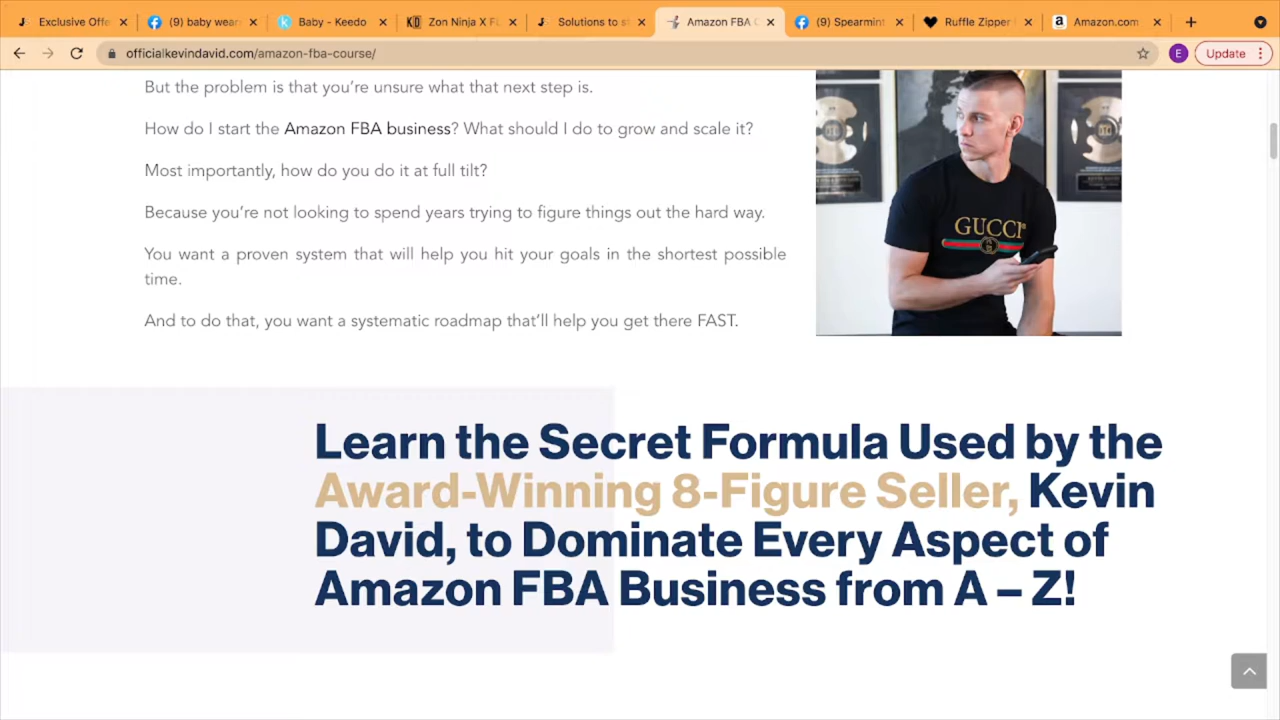 Exclusive Offe
(9) baby wear
Baby - Keedo
Zon Ninja X Fl
Solutions to s
Amazon FBA C
(9) Spearmint
Ruffle Zipper
Amazon.com
officialkevindavid.com/amazon-fba-course/
E
Update
But the problem is that you're unsure what that next step is.
How do I start the Amazon FBA business? What should I do to grow and scale it?
Most importantly, how do you do it at full tilt?
Because you're not looking to spend years trying to figure things out the hard way.
You want a proven system that will help you hit your goals in the shortest possible
time.
And to do that, you want a systematic roadmap that'll help you get there FAST.
GUCCI
Learn the Secret Formula Used by the
Award-Winning 8-Figure Seller, Kevin
David, to Dominate Every Aspect of
Amazon FBA Business from A – Z!